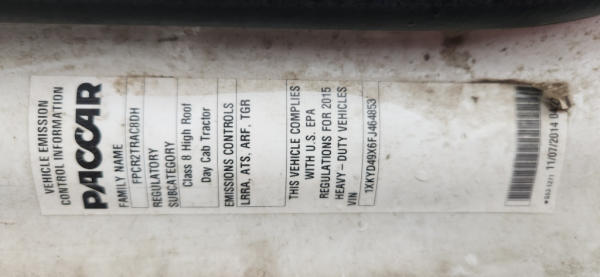 VEHICLE EMISSION
CONTROL INFORMATION
PACCAR
FAMILY NAME
FPCR2TRACRDH
REGULATORY
SUBCATEGORY
Class 8 High Roof
Day Cab Tractor
EMISSIONS CONTROLS
LRRA, ATS, ARF, TGR
THIS VEHICLE COMPLIES
WITH U.S. EPA
REGULATIONS FOR 2015
HEAVY - DUTY VEHICLES
VIN
1XKYD49X6FJ464853
11/07/2014